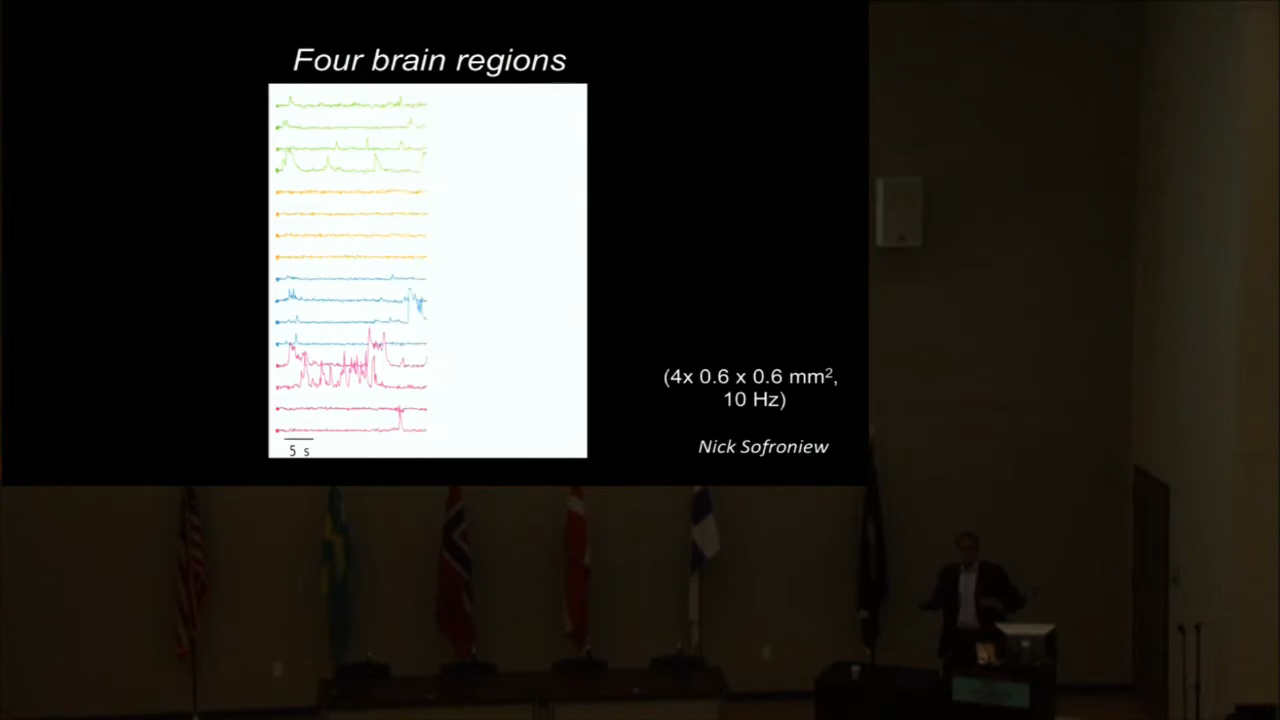 Four brain regions
5 s
(4x 0.6 x 0.6 mm²,
10 Hz)
Nick Sofroniew